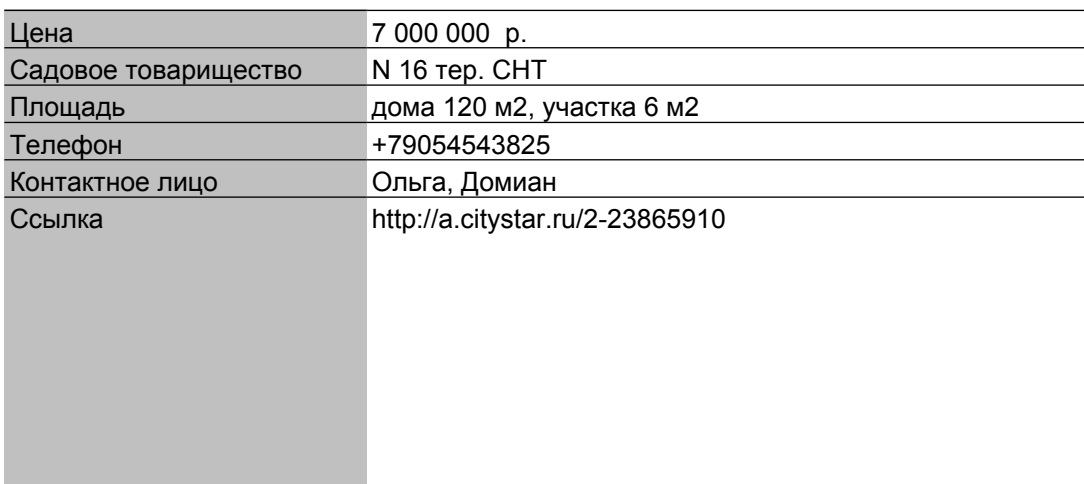 Цена 7 000 000 р.
Садовое товарищество N 16 тер. СНТ
Площадь дома 120 м2, участка 6 м2
Телефон +79054543825
Контактное лицо Ольга, Домиан
Ссылка http://a.citystar.ru/2-23865910